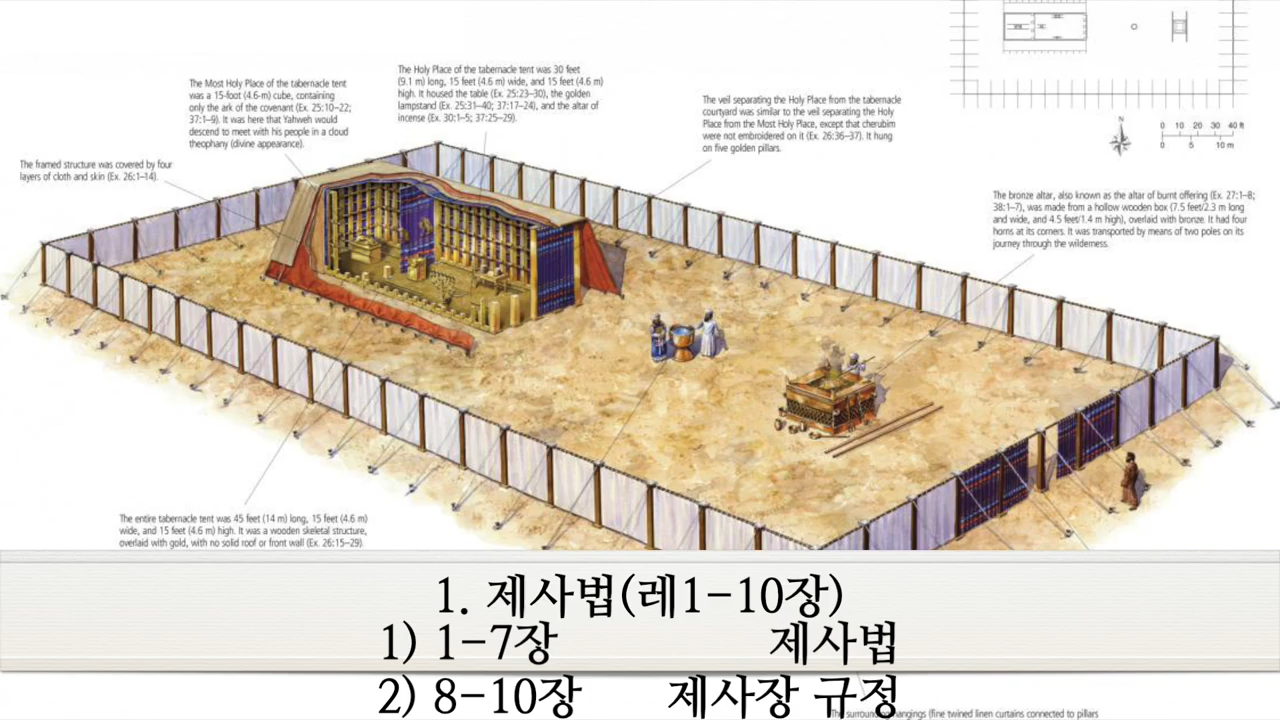 The Most Holy Place of the tabernacle tent
was a 15-foot (4.6-m) cube, containing
only the ark of the covenant (Ex. 25:10–22;
37:1–9). It was here that Yahweh would
descend to meet with his people in a cloud
theophany (divine appearance).
The Holy Place of the tabernacle tent was 30 feet
(9.1 m) long, 15 feet (4.6 m) wide, and 15 feet (4.6 m)
high. It housed the table (Ex. 25:23–30), the golden
lampstand (Ex. 25:31–40; 37:17–24), and the altar of
incense (Ex. 30:1–5; 37:25–29).
The veil separating the Holy Place from the tabernacle
courtyard was similar to the veil separating the Holy
Place from the Most Holy Place, except that cherubim
were not embroidered on it (Ex. 26:36–37). It hung
on five golden pillars.
N
0 10 20 30 40 ft
0 5 10 m
The framed structure was covered by four
layers of cloth and skin (Ex. 26:1–14).
The bronze altar, also known as the altar of burnt offering (Ex. 27:1–8;
38:1–7), was made from a hollow wooden box (7.5 feet/2.3 m long
and wide, and 4.5 feet/1.4 m high), overlaid with bronze. It had four
horns at its corners. It was transported by means of two poles on its
journey through the wilderness.
The entire tabernacle tent was 45 feet (14 m) long, 15 feet (4.6 m)
wide, and 15 feet (4.6 m) high. It was a wooden skeletal structure,
overlaid with gold, with no solid roof or front wall (Ex. 26:15–29).
1. 제사법(레1-10장)
1) 1-7장 제사법
2) 8-10장 제사장 규정
The surrounding hangings (fine twined linen curtains connected to pillars